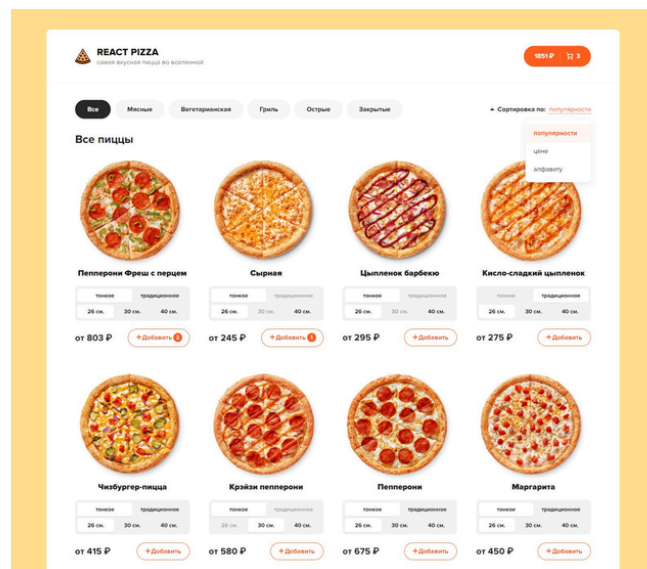 REACT PIZZA
самая вкусная пицца во вселенной
1851 ₽ 3
Все Мясные Вегетарианская Гриль Острые Закрытые
Сортировка по: популярности
популярности
цене
алфавиту
Все пиццы
Пепперони Фреш с перцем Сырная Цыпленок барбекю Кисло-сладкий цыпленок
тонкое традиционное тонкое традиционное тонкое традиционное тонкое традиционное
26 см. 30 см. 40 см. 26 см. 30 см. 40 см. 26 см. 30 см. 40 см. 26 см. 30 см. 40 см.
от 803 ₽ +Добавить 2 от 245 ₽ +Добавить 1 от 295 ₽ +Добавить от 275 ₽ +Добавить
Чизбургер-пицца Крэйзи пепперони Пепперони Маргарита
тонкое традиционное тонкое традиционное тонкое традиционное тонкое традиционное
26 см. 30 см. 40 см. 26 см. 30 см. 40 см. 26 см. 30 см. 40 см. 26 см. 30 см. 40 см.
от 415 ₽ +Добавить от 580 ₽ +Добавить от 675 ₽ +Добавить от 450 ₽ +Добавить